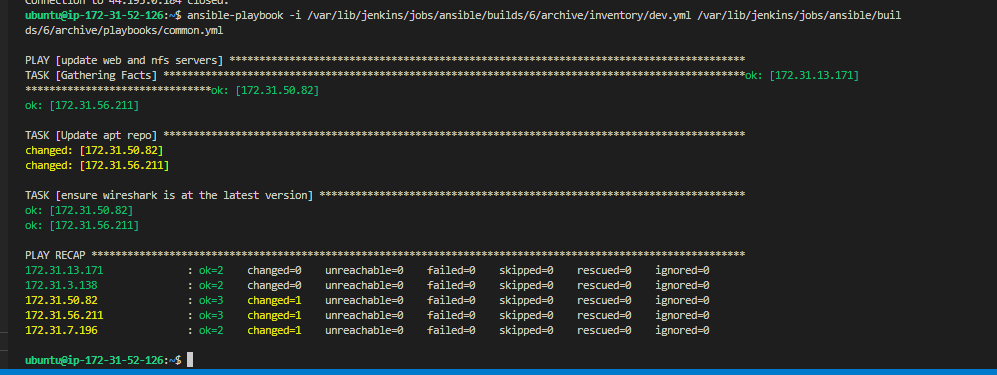 Connection to 44.195.0.184 closed.
ubuntu@ip-172-31-52-126:~$ ansible-playbook -i /var/lib/jenkins/jobs/ansible/builds/6/archive/inventory/dev.yml /var/lib/jenkins/jobs/ansible/buil
ds/6/archive/playbooks/common.yml
PLAY [update web and nfs servers] **************************************************************************************
TASK [Gathering Facts] *************************************************************************************************ok: [172.31.13.171]
*******************************ok: [172.31.50.82]
ok: [172.31.56.211]
TASK [Update apt repo] *************************************************************************************************
changed: [172.31.50.82]
changed: [172.31.56.211]
TASK [ensure wireshark is at the latest version] ***********************************************************************
ok: [172.31.50.82]
ok: [172.31.56.211]
PLAY RECAP *************************************************************************************************************
172.31.13.171 : ok=2 changed=0 unreachable=0 failed=0 skipped=0 rescued=0 ignored=0
172.31.3.138 : ok=2 changed=0 unreachable=0 failed=0 skipped=0 rescued=0 ignored=0
172.31.50.82 : ok=3 changed=1 unreachable=0 failed=0 skipped=0 rescued=0 ignored=0
172.31.56.211 : ok=3 changed=1 unreachable=0 failed=0 skipped=0 rescued=0 ignored=0
172.31.7.196 : ok=2 changed=1 unreachable=0 failed=0 skipped=0 rescued=0 ignored=0
ubuntu@ip-172-31-52-126:~$